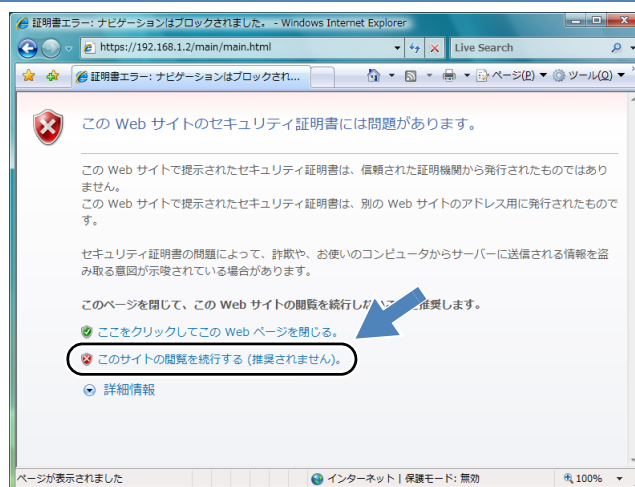 証明書エラー: ナビゲーションはブロックされました。 - Windows Internet Explorer
https://192.168.1.2/main/main.html
Live Search
証明書エラー: ナビゲーションはブロックされ...
ページ(P) ツール(O)
この Web サイトのセキュリティ証明書には問題があります。
この Web サイトで提示されたセキュリティ証明書は、信頼された証明機関から発行されたものではあり
ません。
この Web サイトで提示されたセキュリティ証明書は、別の Web サイトのアドレス用に発行されたもので
す。
セキュリティ証明書の問題によって、詐欺や、お使いのコンピュータからサーバーに送信される情報を盗
み取る意図が示唆されている場合があります。
このページを閉じて、この Web サイトの閲覧を続行しない 推奨します。
ここをクリックしてこの Web ページを閉じる。
このサイトの閲覧を続行する (推奨されません)。
詳細情報
ページが表示されました インターネット | 保護モード: 無効 100%